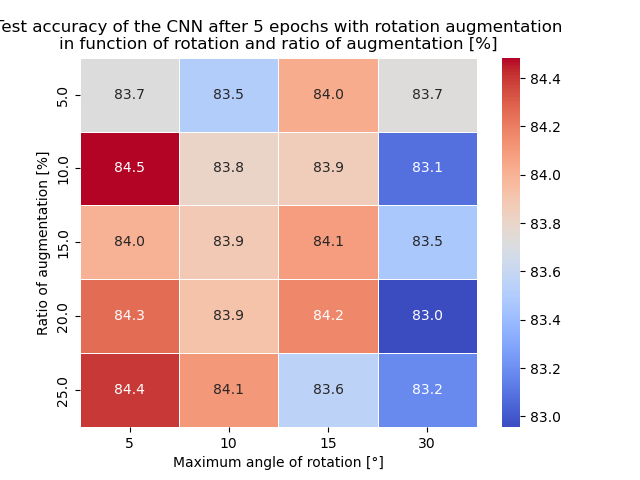 Test accuracy of the CNN after 5 epochs with rotation augmentation
in function of rotation and ratio of augmentation [%]
5.0 83.7 83.5 84.0 83.7
10.0 84.5 83.8 83.9 83.1
15.0 84.0 83.9 84.1 83.5
20.0 84.3 83.9 84.2 83.0
25.0 84.4 84.1 83.6 83.2
5 10 15 30
Maximum angle of rotation [°]
Ratio of augmentation [%]
84.4
84.2
84.0
83.8
83.6
83.4
83.2
83.0